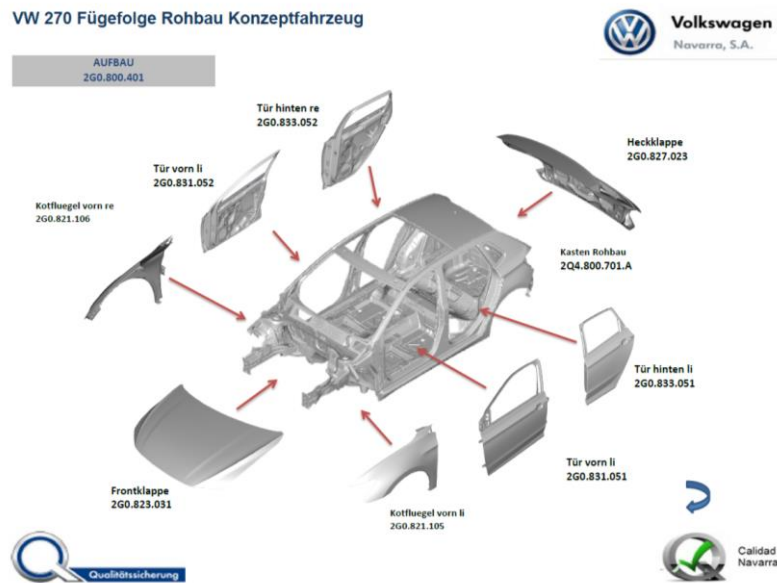 VW 270 Fügefolge Rohbau Konzeptfahrzeug
Volkswagen
Navarra, S.A.
AUFBAU
2G0.800.401
Tür hinten re
2G0.833.052
Tür vorn li
2G0.831.052
Heckklappe
2G0.827.023
Kotfluegel vorn re
2G0.821.106
Kasten Rohbau
2Q4.800.701.A
Tür hinten li
2G0.833.051
Tür vorn li
2G0.831.051
Frontklappe
2G0.823.031
Kotfluegel vorn li
2G0.821.105
Qualitätssicherung
Calidad
Navarra